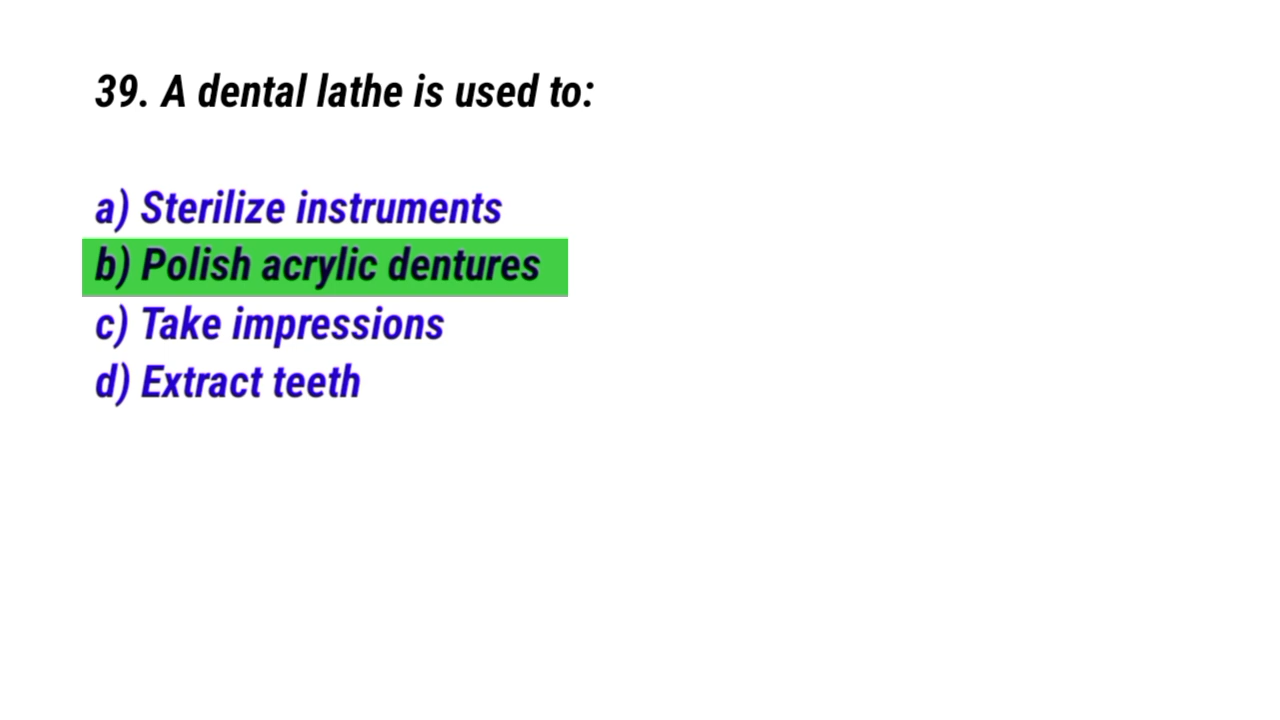 39. A dental lathe is used to:
a) Sterilize instruments
b) Polish acrylic dentures
c) Take impressions
d) Extract teeth